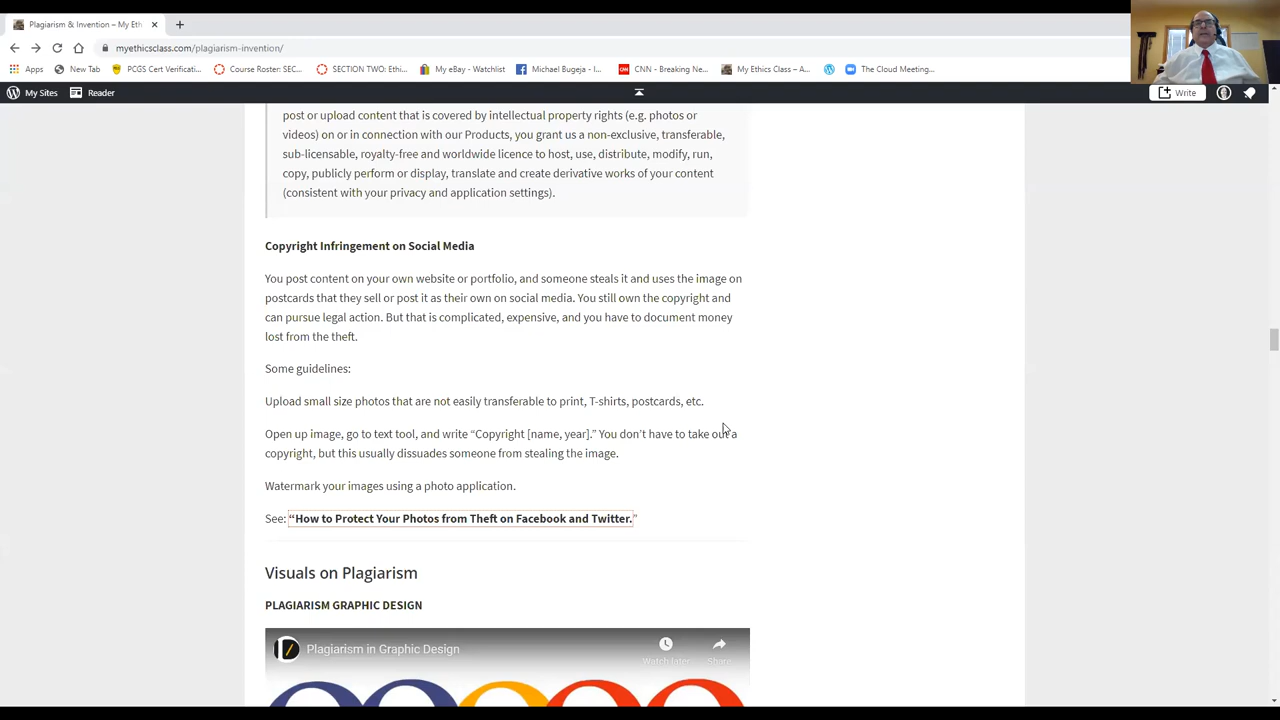 Plagiarism & Invention – My Eth
myethicsclass.com/plagiarism-invention/
Apps New Tab PCGS Cert Verificati... Course Roster: SEC... SECTION TWO: Ethi... My eBay - Watchlist Michael Bugeja - I... CNN - Breaking Ne... My Ethics Class – A... The Cloud Meeting...
My Sites Reader Write
post or upload content that is covered by intellectual property rights (e.g. photos or
videos) on or in connection with our Products, you grant us a non-exclusive, transferable,
sub-licensable, royalty-free and worldwide licence to host, use, distribute, modify, run,
copy, publicly perform or display, translate and create derivative works of your content
(consistent with your privacy and application settings).
Copyright Infringement on Social Media
You post content on your own website or portfolio, and someone steals it and uses the image on
postcards that they sell or post it as their own on social media. You still own the copyright and
can pursue legal action. But that is complicated, expensive, and you have to document money
lost from the theft.
Some guidelines:
Upload small size photos that are not easily transferable to print, T-shirts, postcards, etc.
Open up image, go to text tool, and write “Copyright [name, year].” You don’t have to take out a
copyright, but this usually dissuades someone from stealing the image.
Watermark your images using a photo application.
See: “How to Protect Your Photos from Theft on Facebook and Twitter.”
Visuals on Plagiarism
PLAGIARISM GRAPHIC DESIGN
Plagiarism in Graphic Design
Watch later Share